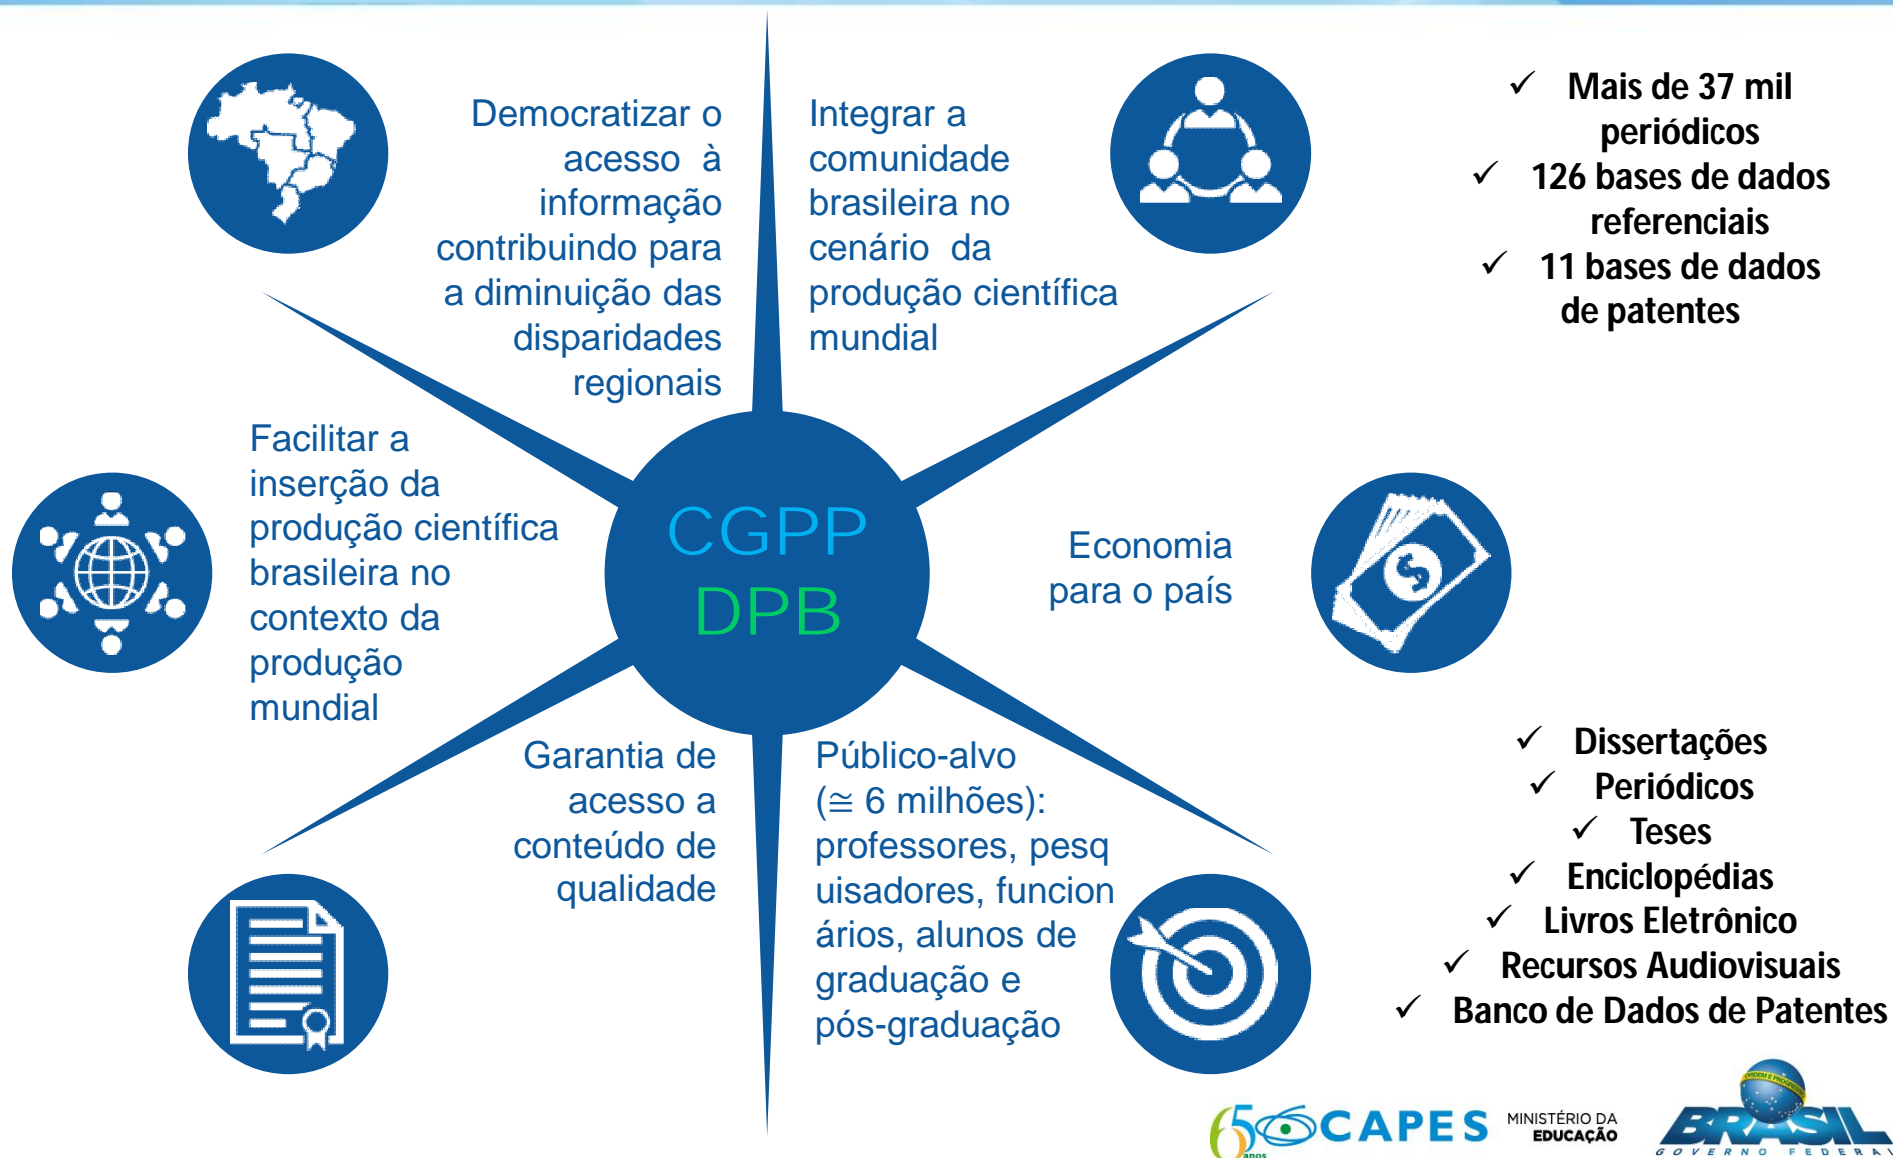 Democratizar o
acesso à
informação
contribuindo para
a diminuição das
disparidades
regionais
Integrar a
comunidade
brasileira no
cenário da
produção científica
mundial
✓ Mais de 37 mil
periódicos
✓ 126 bases de dados
referenciais
✓ 11 bases de dados
de patentes
Facilitar a
inserção da
produção científica
brasileira no
contexto da
produção
mundial
CGPP
DPB
Economia
para o país
Garantia de
acesso a
conteúdo de
qualidade
Público-alvo
(≅ 6 milhões):
professores, pesq
uisadores, funcion
ários, alunos de
graduação e
pós-graduação
✓ Dissertações
✓ Periódicos
✓ Teses
✓ Enciclopédias
✓ Livros Eletrônico
✓ Recursos Audiovisuais
✓ Banco de Dados de Patentes
65 anos
CAPES
MINISTÉRIO DA
EDUCAÇÃO
ORDEM E PROGRESSO
BRASIL
GOVERNO FEDERAL